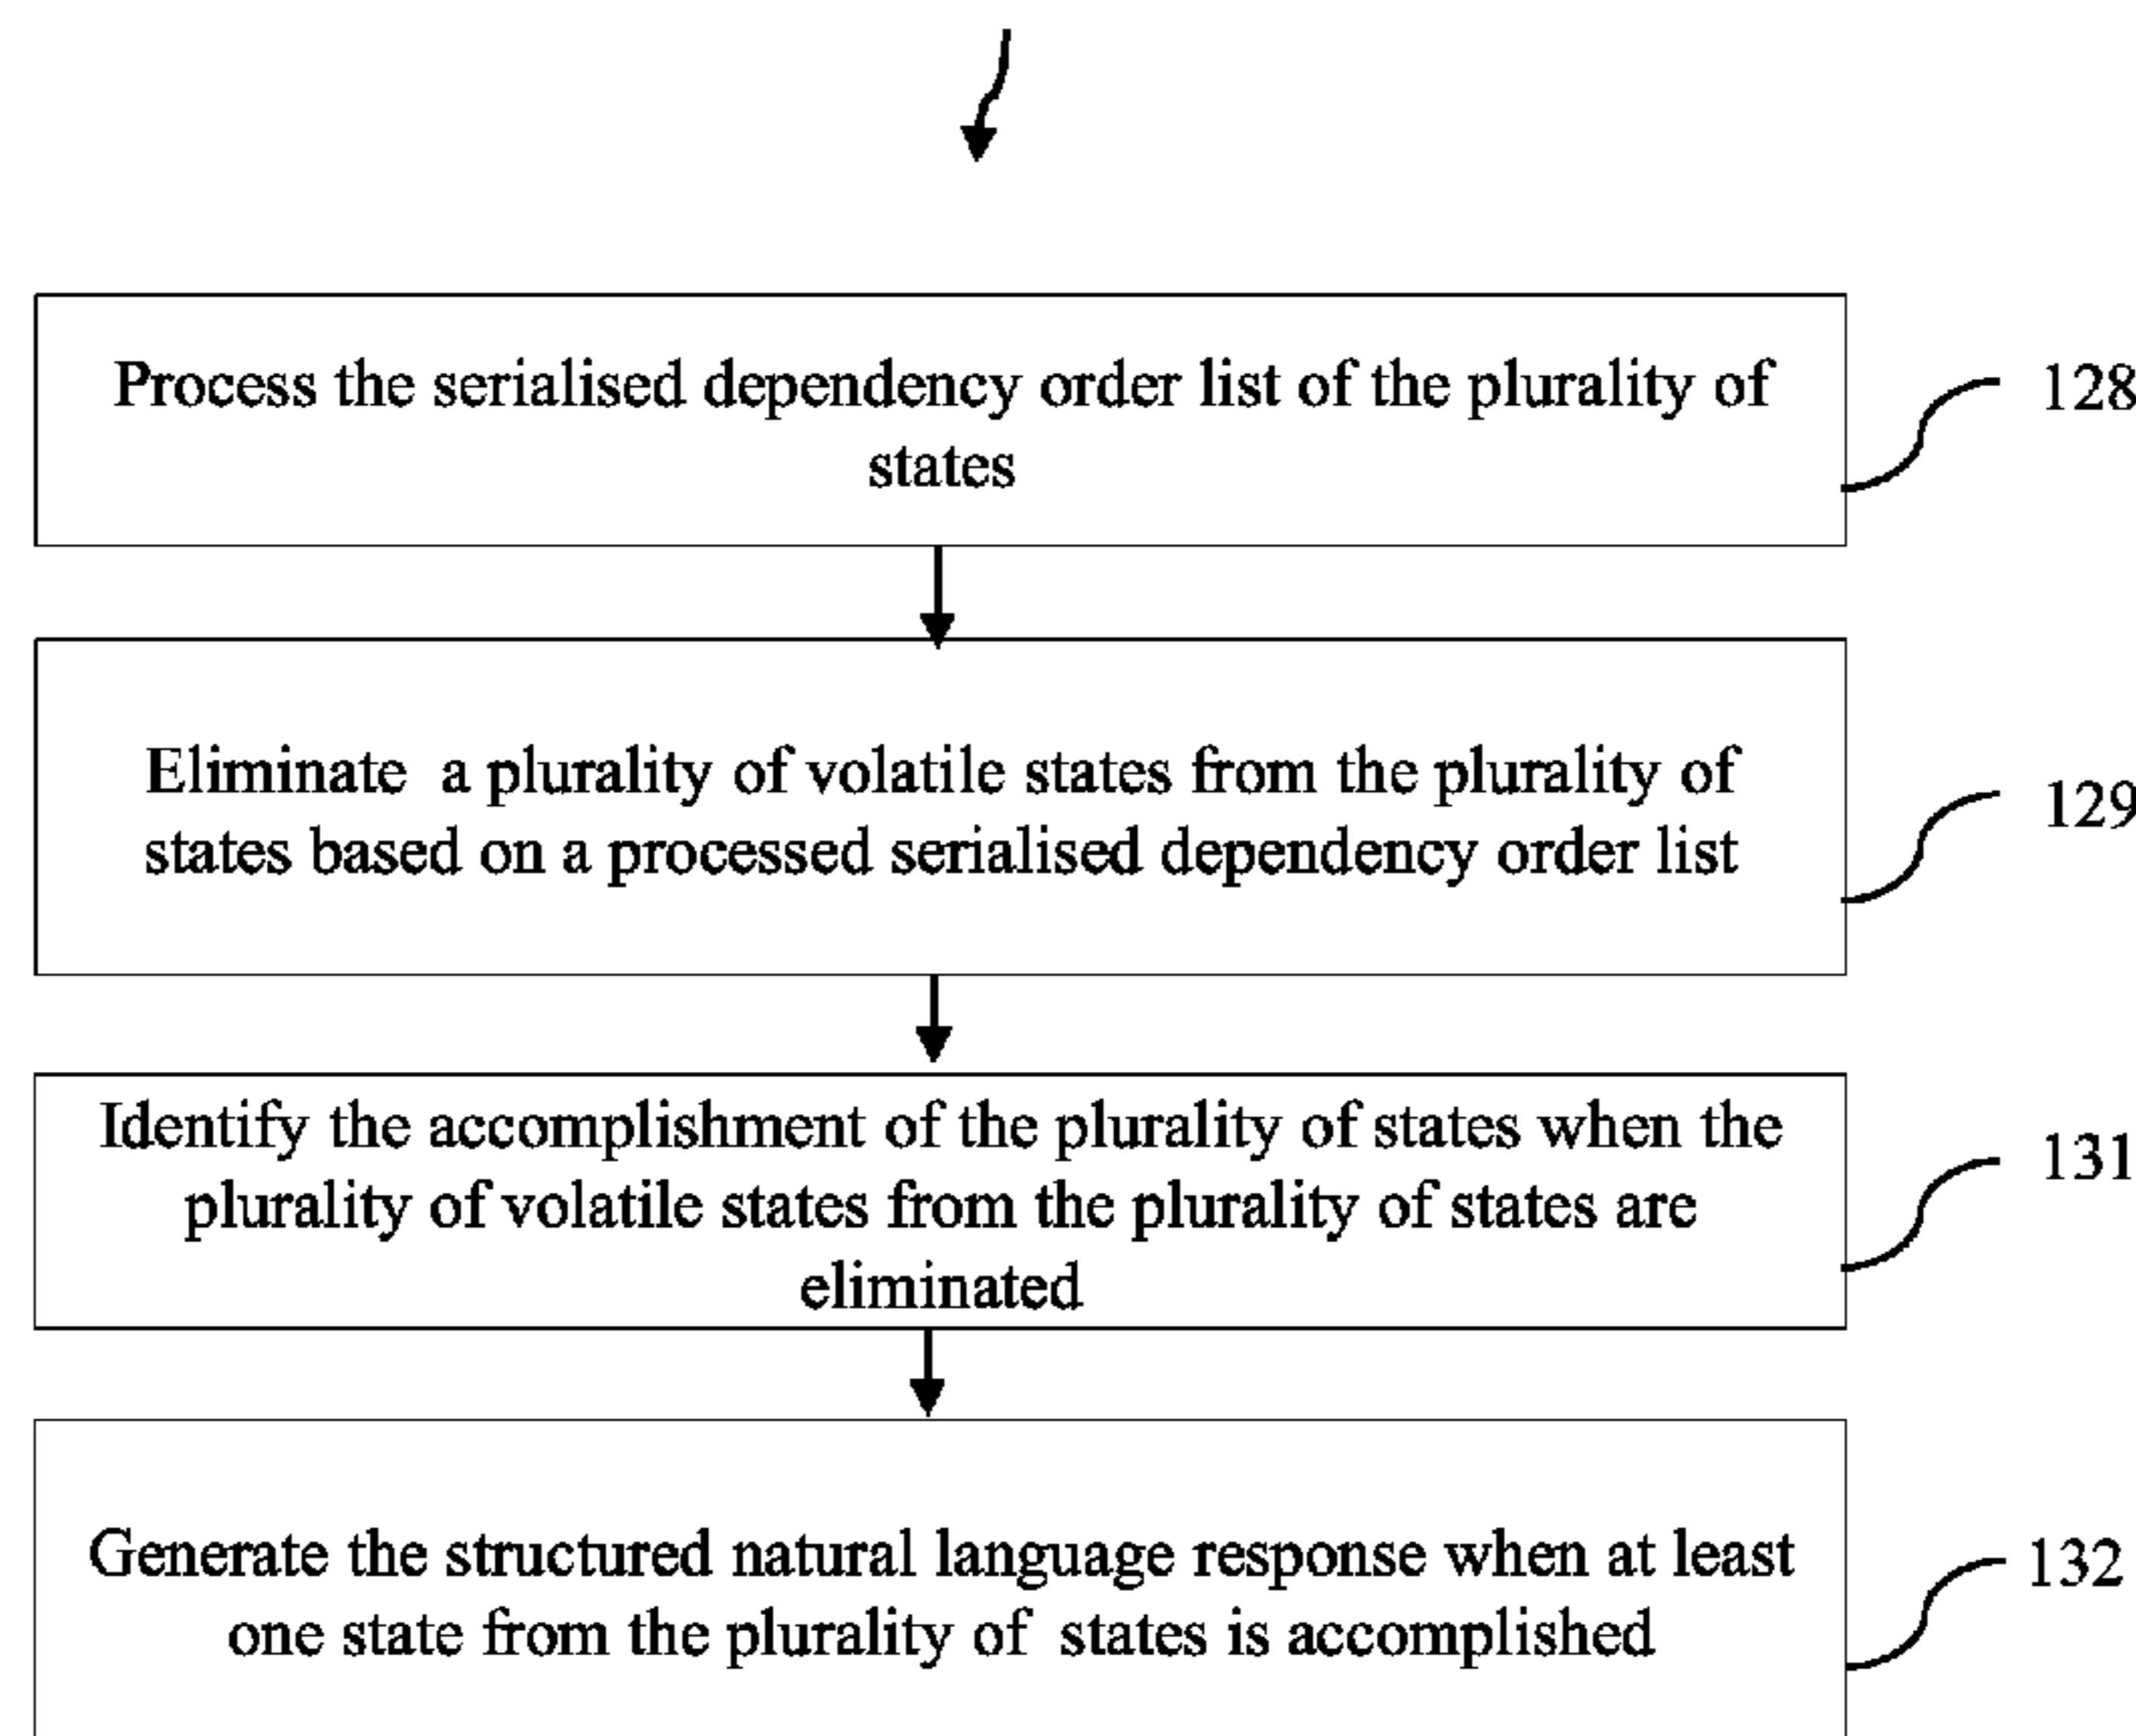 Process the serialised dependency order list of the plurality of
states
128
Eliminate a plurality of volatile states from the plurality of
states based on a processed serialised dependency order list
129
Identify the accomplishment of the plurality of states when the
plurality of volatile states from the plurality of states are
eliminated
131
Generate the structured natural language response when at least
one state from the plurality of states is accomplished
132